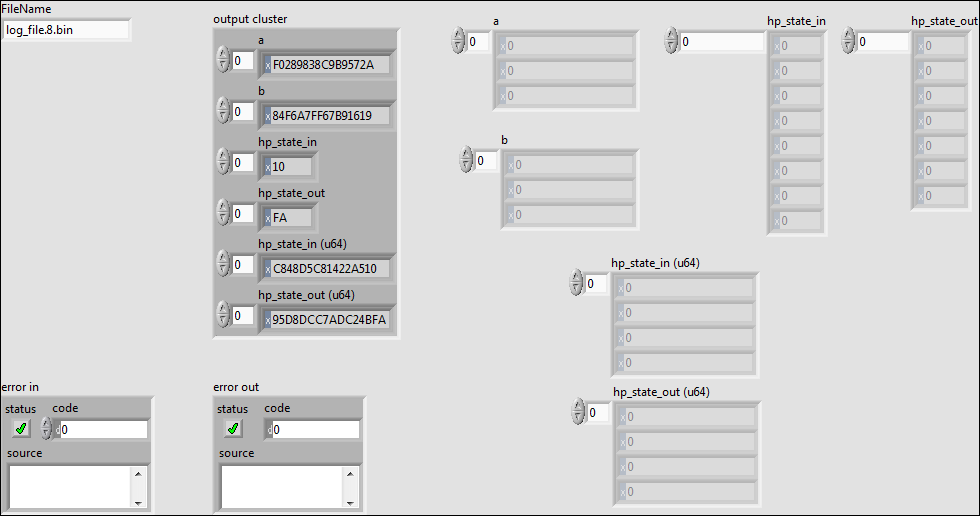 FileName
log_file.8.bin
output cluster
a
0
x F0289838C9B9572A
b
0
x 84F6A7FF67B91619
hp_state_in
0
x 10
hp_state_out
0
x FA
hp_state_in (u64)
0
x C848D5C81422A510
hp_state_out (u64)
0
x 95D8DCC7ADC24BFA
a
0
x 0
x 0
x 0
b
0
x 0
x 0
x 0
hp_state_in
0
x 0
x 0
x 0
x 0
x 0
x 0
x 0
x 0
hp_state_out
0
x 0
x 0
x 0
x 0
x 0
x 0
x 0
hp_state_in (u64)
0
x 0
x 0
x 0
x 0
hp_state_out (u64)
0
x 0
x 0
x 0
x 0
error in
status
code
d 0
source
error out
status
code
d 0
source